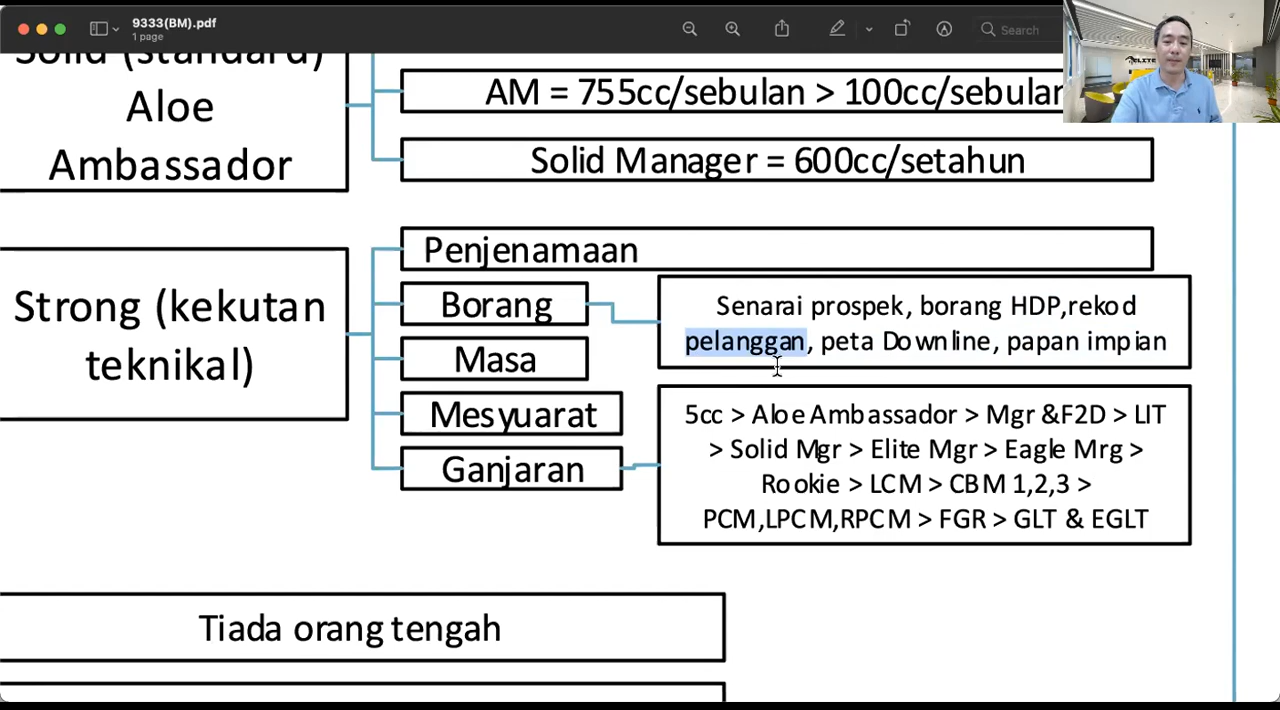 9333(BM).pdf
1 page
Search
ELITE
Solid (standard)
Aloe
Ambassador
AM = 755cc/sebulan > 100cc/sebulan
Solid Manager = 600cc/setahun
Strong (kekutan
teknikal)
Penjenamaan
Borang
Senarai prospek, borang HDP,rekod
pelanggan, peta Downline, papan impian
Masa
Mesyuarat
Ganjaran
5cc > Aloe Ambassador > Mgr &F2D > LIT
> Solid Mgr > Elite Mgr > Eagle Mrg >
Rookie > LCM > CBM 1,2,3 >
PCM,LPCM,RPCM > FGR > GLT & EGLT
Tiada orang tengah